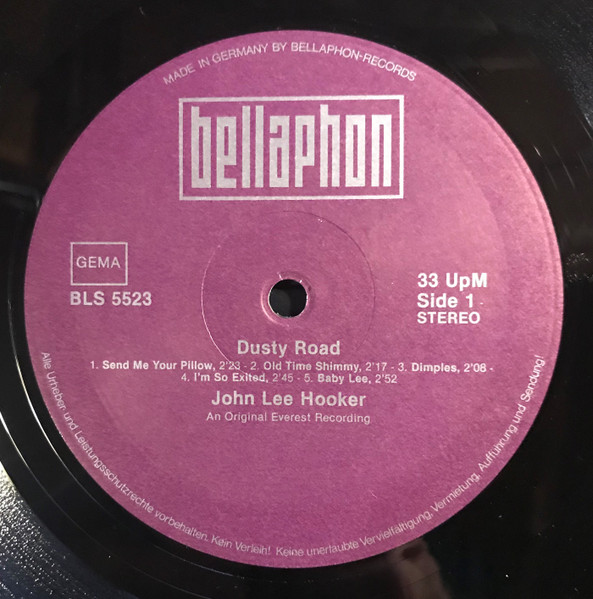 MADE IN GERMANY BY BELLAPHON-RECORDS
bellaphon
GEMA
BLS 5523
33 UpM
Side 1
STEREO
Dusty Road
1. Send Me Your Pillow, 2'23 - 2. Old Time Shimmy, 2'17 - 3. Dimples, 2'08 -
4. I'm So Exited, 2'45 - 5. Baby Lee, 2'52
John Lee Hooker
An Original Everest Recording
Alle Urheber- und Leistungsschutzrechte vorbehalten. Kein Verleih! Keine unerlaubte Vervielfältigung, Vermietung, Aufführung und Sendung!